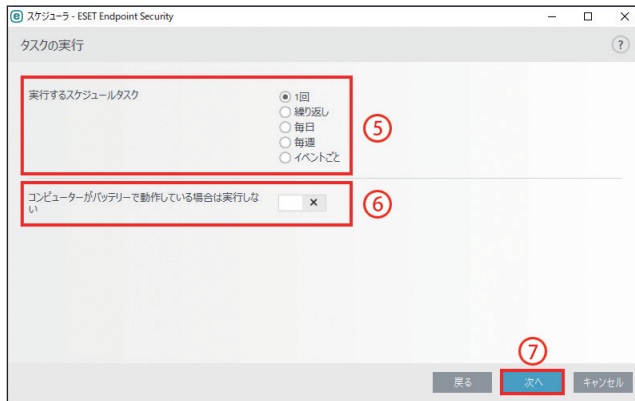 スケジューラ - ESET Endpoint Security
タスクの実行
?
実行するスケジュールタスク
1回
繰り返し
毎日
毎週
イベントごと
⑤
コンピューターがバッテリーで動作している場合は実行しな
い
⑥
⑦
戻る
次へ
キャンセル